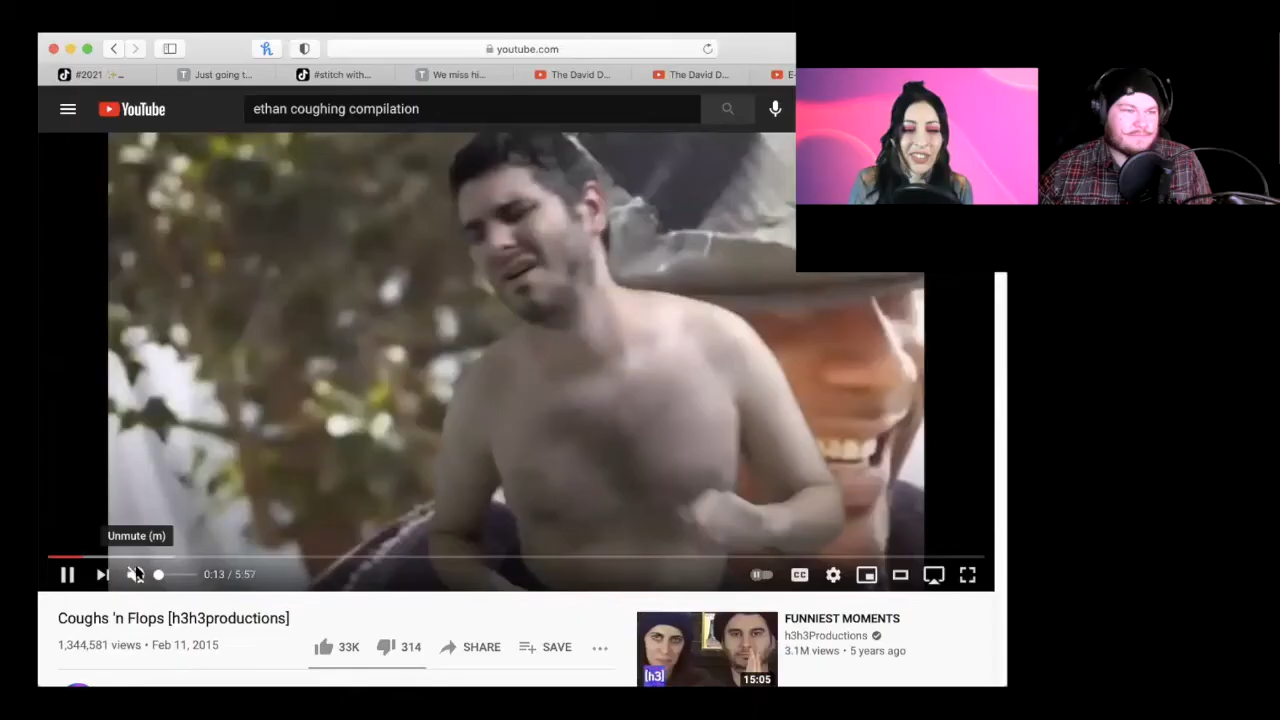 youtube.com
#2021 ✨_
Just going t...
#stitch with...
We miss hi...
The David D...
The David D...
E-
YouTube
ethan coughing compilation
Unmute (m)
0:13 / 5:57
CC
Coughs 'n Flops [h3h3productions]
1,344,581 views • Feb 11, 2015
33K
314
SHARE
SAVE
[h3]
15:05
FUNNIEST MOMENTS
h3h3Productions
3.1M views • 5 years ago